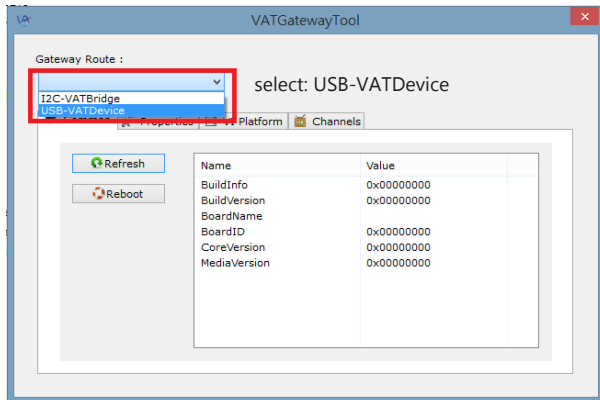 VATGatewayTool
Gateway Route :
select: USB-VATDevice
I2C-VATBridge
USB-VATDevice
Platform
Channels
Refresh
Reboot
Name Value
BuildInfo 0x00000000
BuildVersion 0x00000000
BoardName
BoardID 0x00000000
CoreVersion 0x00000000
MediaVersion 0x00000000